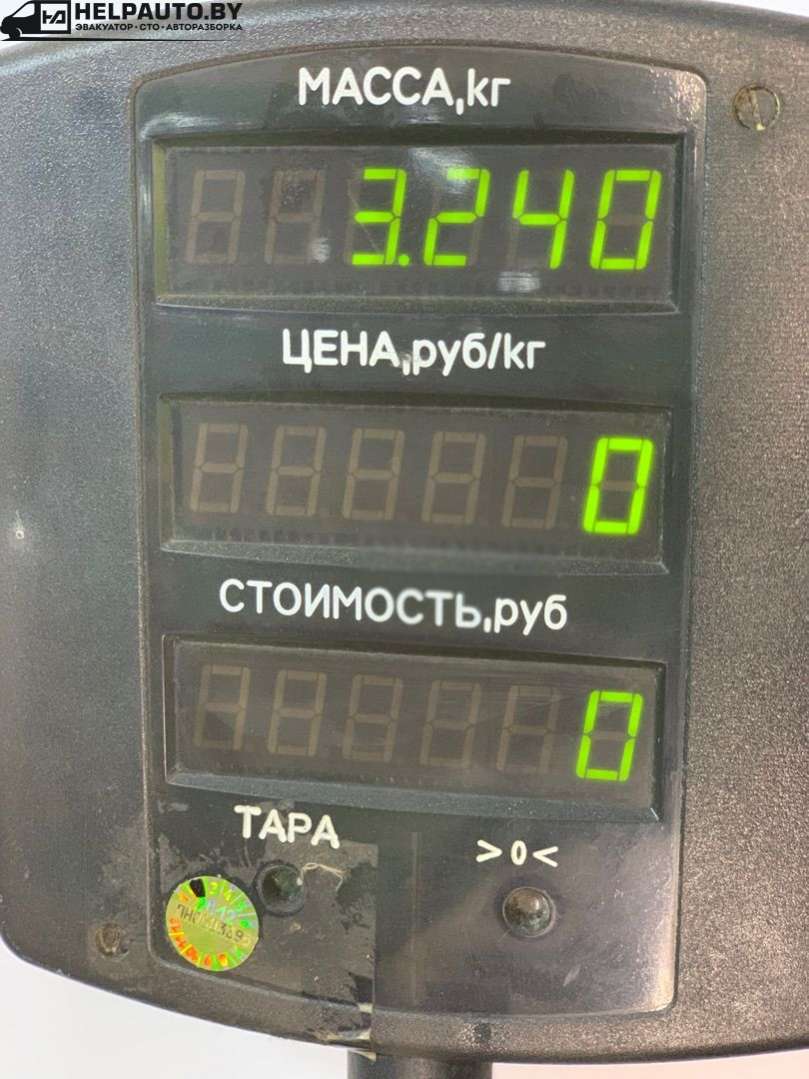 HELPAUTO.BY
ЭВАКУАТОР•СТО•АВТОРАЗБОРКА
МАССА,кг
3.240
ЦЕНА,руб/кг
0
СТОИМОСТЬ,руб
0
ТАРА
>0<